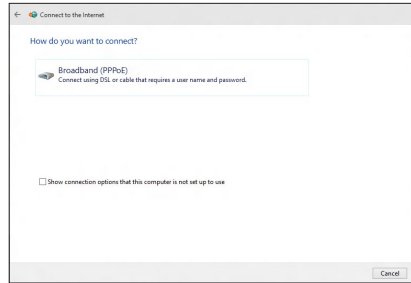 Connect to the Internet
How do you want to connect?
Broadband (PPPoE)
Connect using DSL or cable that requires a user name and password.
Show connection options that this computer is not set up to use
Cancel